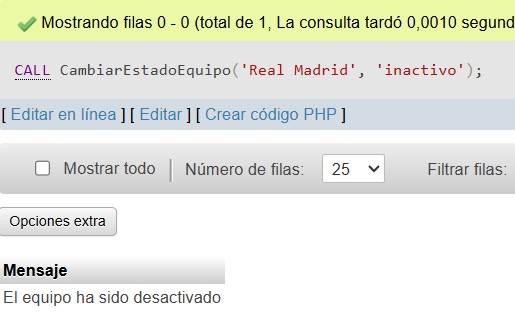 Mostrando filas 0 - 0 (total de 1, La consulta tardó 0,0010 segund
CALL CambiarEstadoEquipo('Real Madrid', 'inactivo');
[ Editar en línea ] [ Editar ] [ Crear código PHP ]
Mostrar todo | Número de filas: 25 Filtrar filas:
Opciones extra
Mensaje
El equipo ha sido desactivado